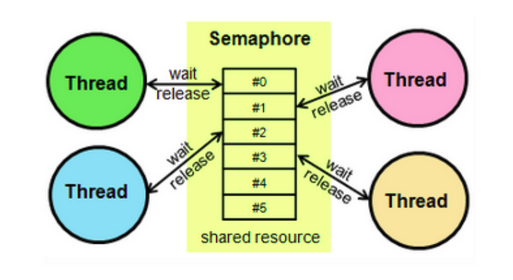 Semaphore
Thread
wait
release
#0
#1
#2
#3
#4
#5
wait
release
Thread
Thread
wait
release
wait
release
Thread
shared resource